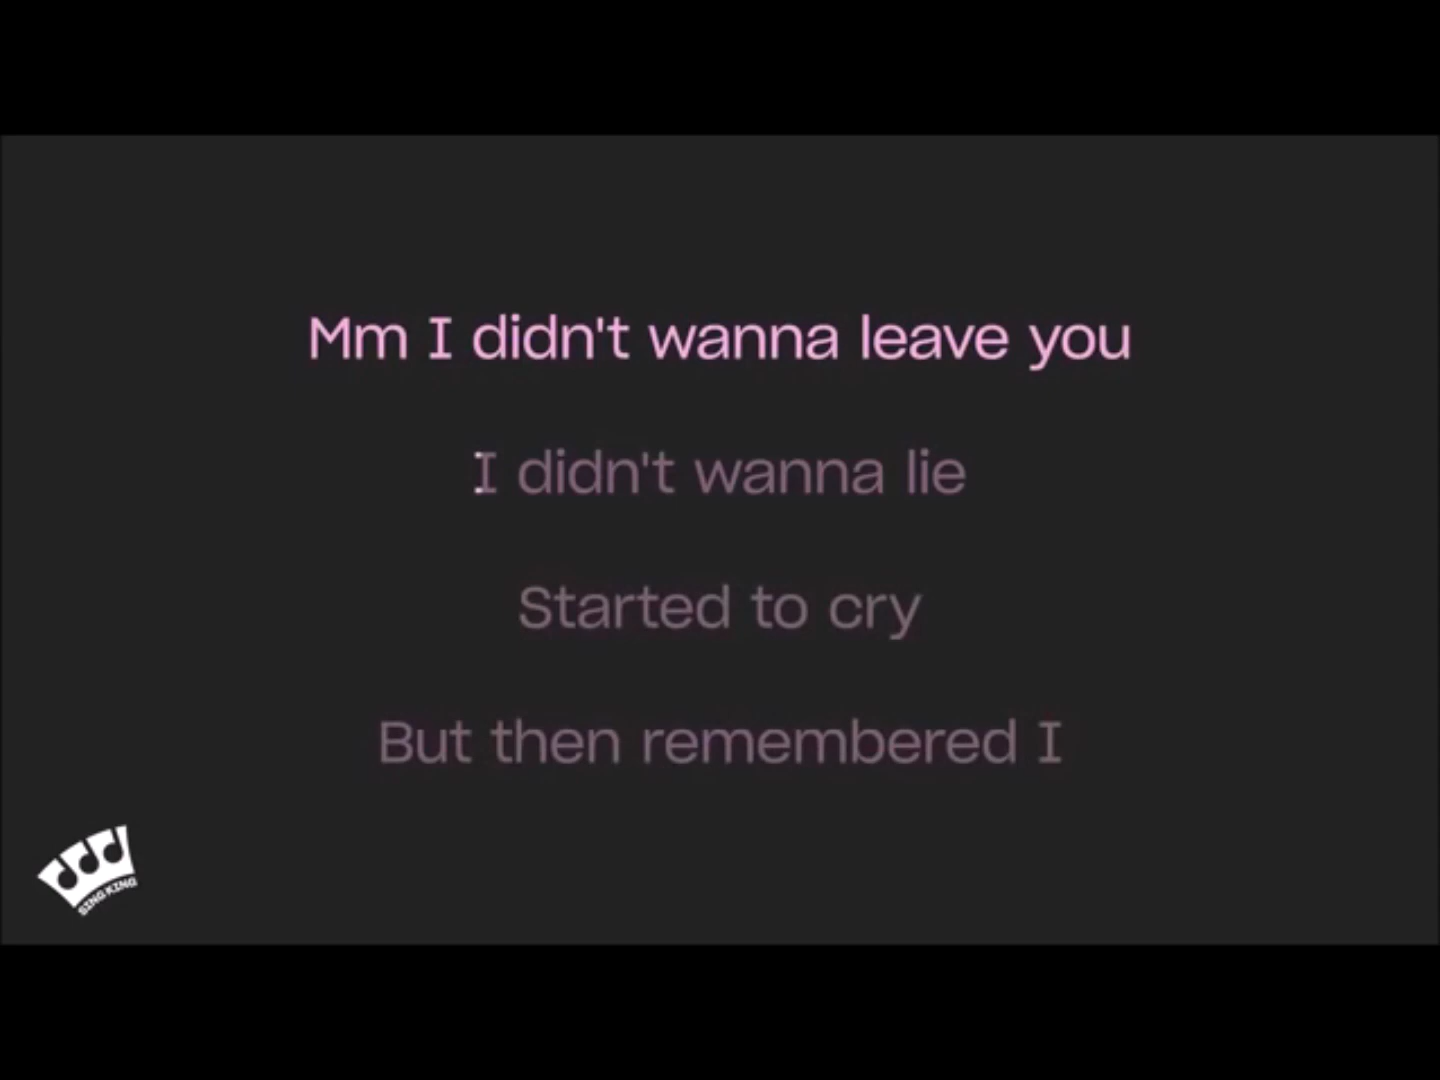 Mm I didn't wanna leave you
I didn't wanna lie
Started to cry
But then remembered I
SING KING